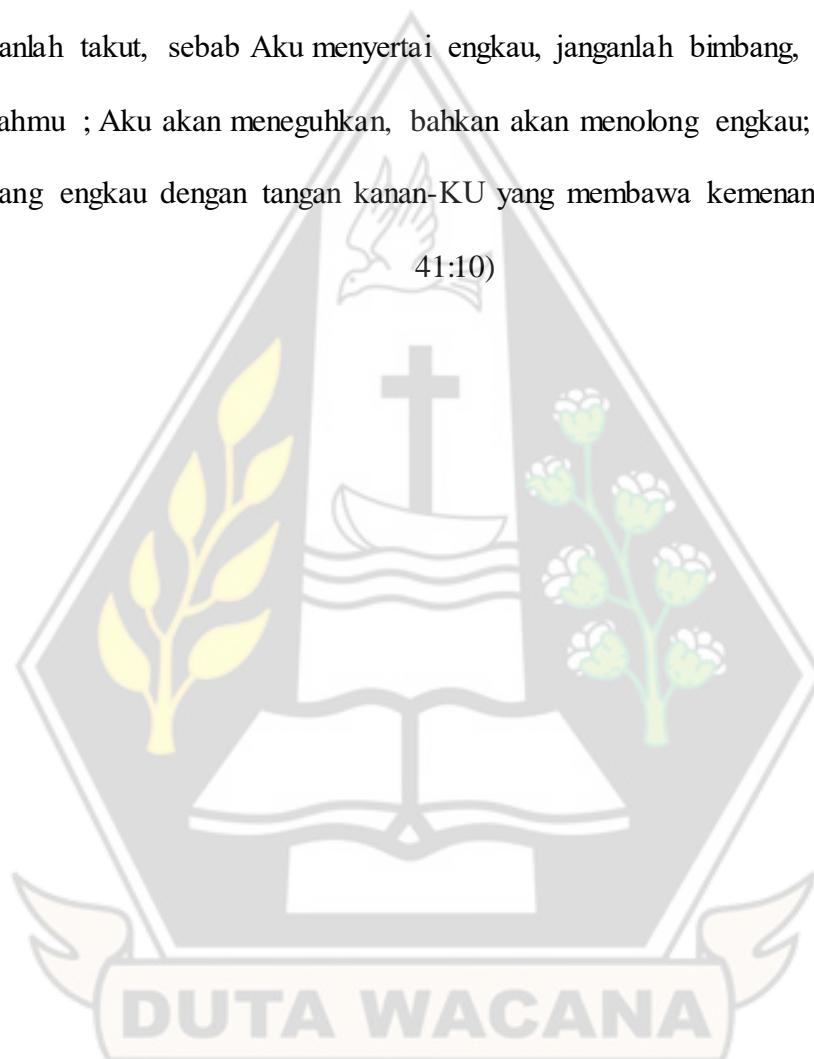 anlah takut, sebab Aku menyertai engkau, janganlah bimbang,
ahmu ; Aku akan meneguhkan, bahkan akan menolong engkau;
ang engkau dengan tangan kanan-KU yang membawa kemenan
41:10)
DUTA WACANA